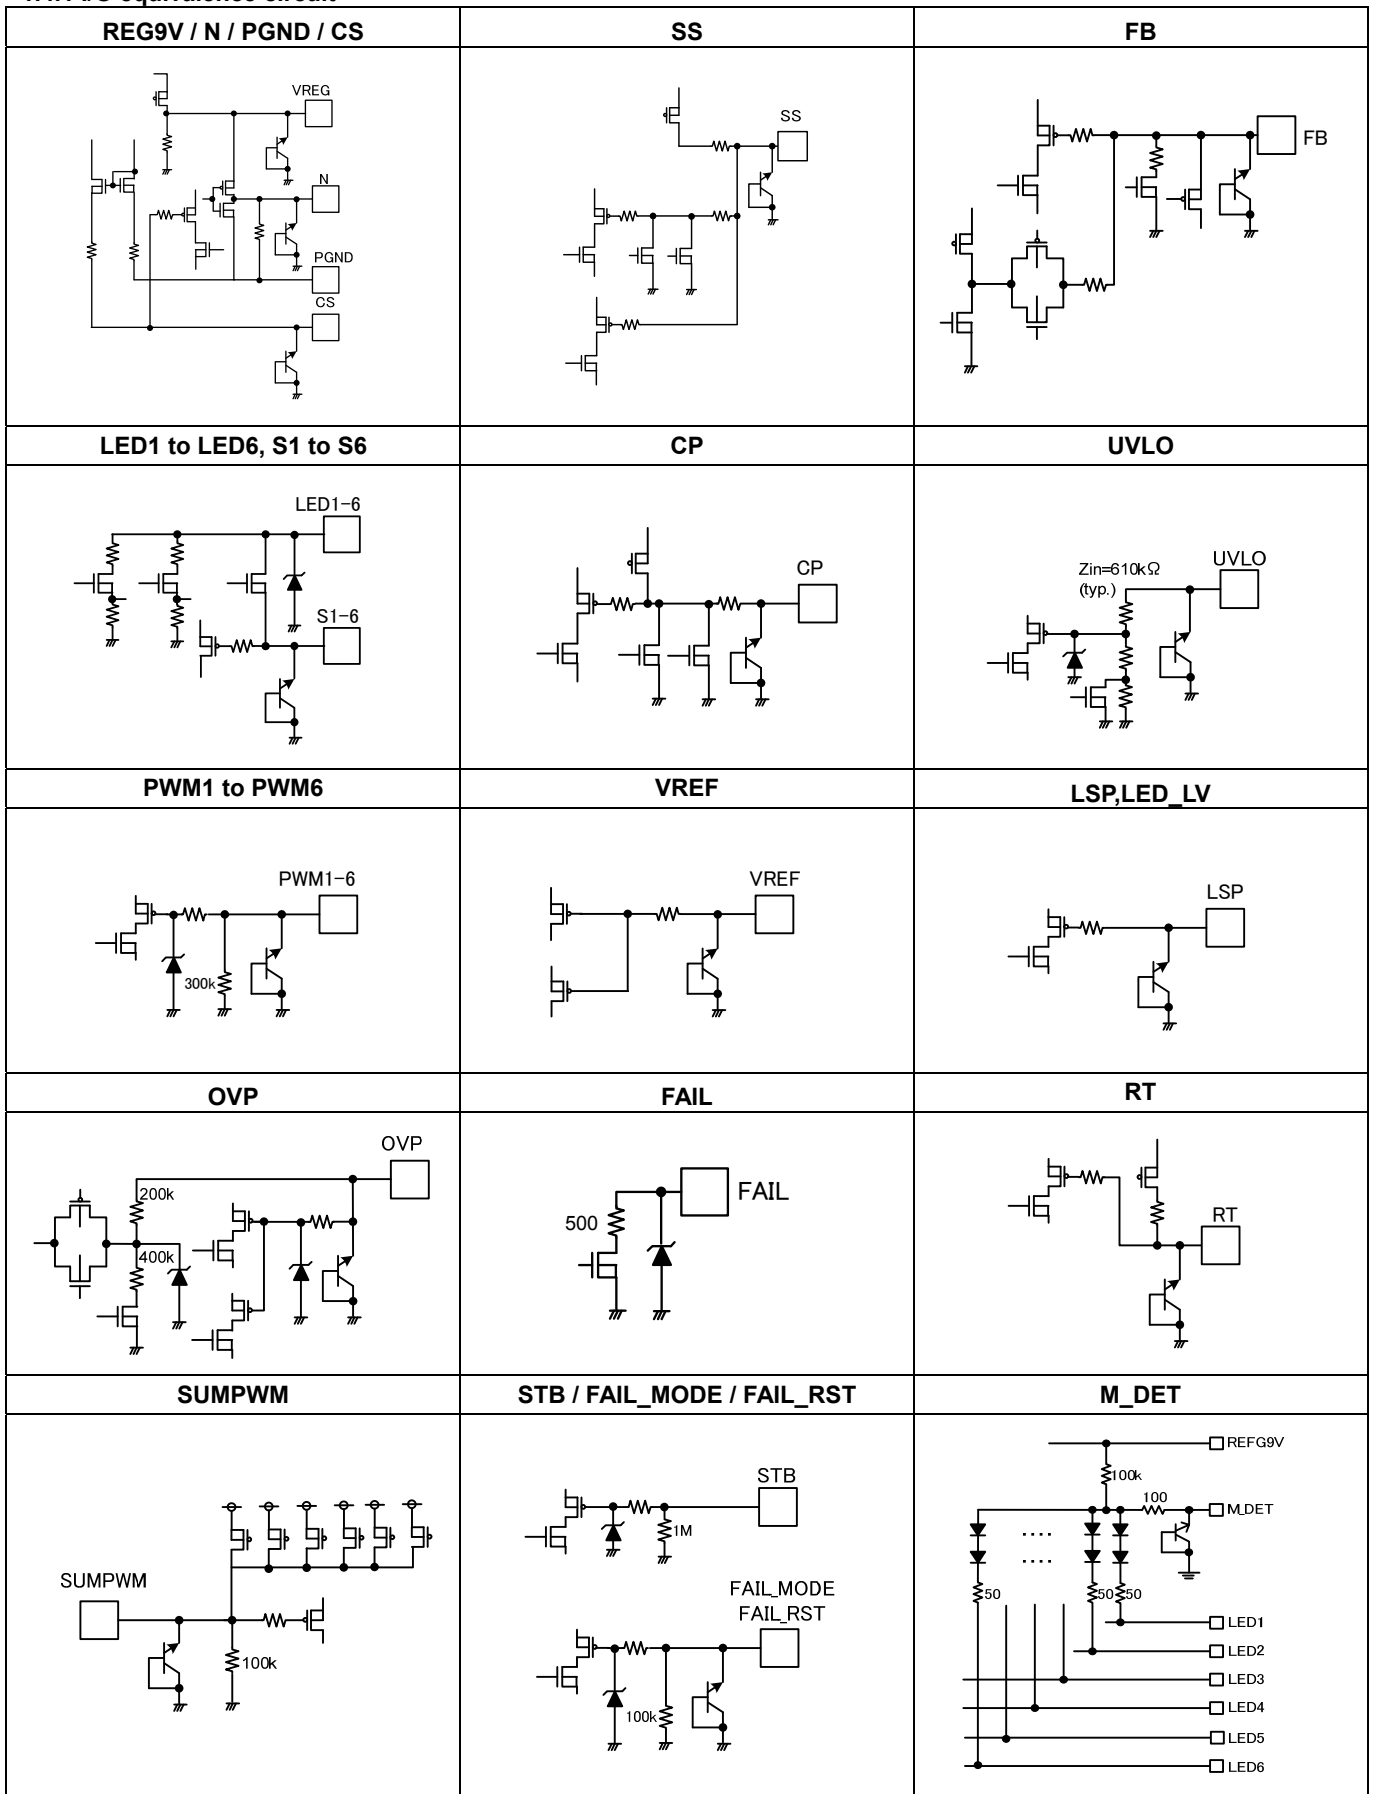 REG9V / N / PGND / CS
SS
FB
VREG
N
PGND
CS
SS
FB
LED1 to LED6, S1 to S6
CP
UVLO
LED1-6
S1-6
CP
UVLO
Zin=610kΩ
(typ.)
PWM1 to PWM6
VREF
LSP,LED_LV
PWM1-6
300k
VREF
LSP
OVP
FAIL
RT
OVP
200k
400k
FAIL
500
RT
SUMPWM
STB / FAIL_MODE / FAIL_RST
M_DET
SUMPWM
100k
STB
1M
FAIL_MODE
FAIL_RST
100k
REFG9V
100k
100
M_DET
....
....
50
50
50
LED1
LED2
LED3
LED4
LED5
LED6